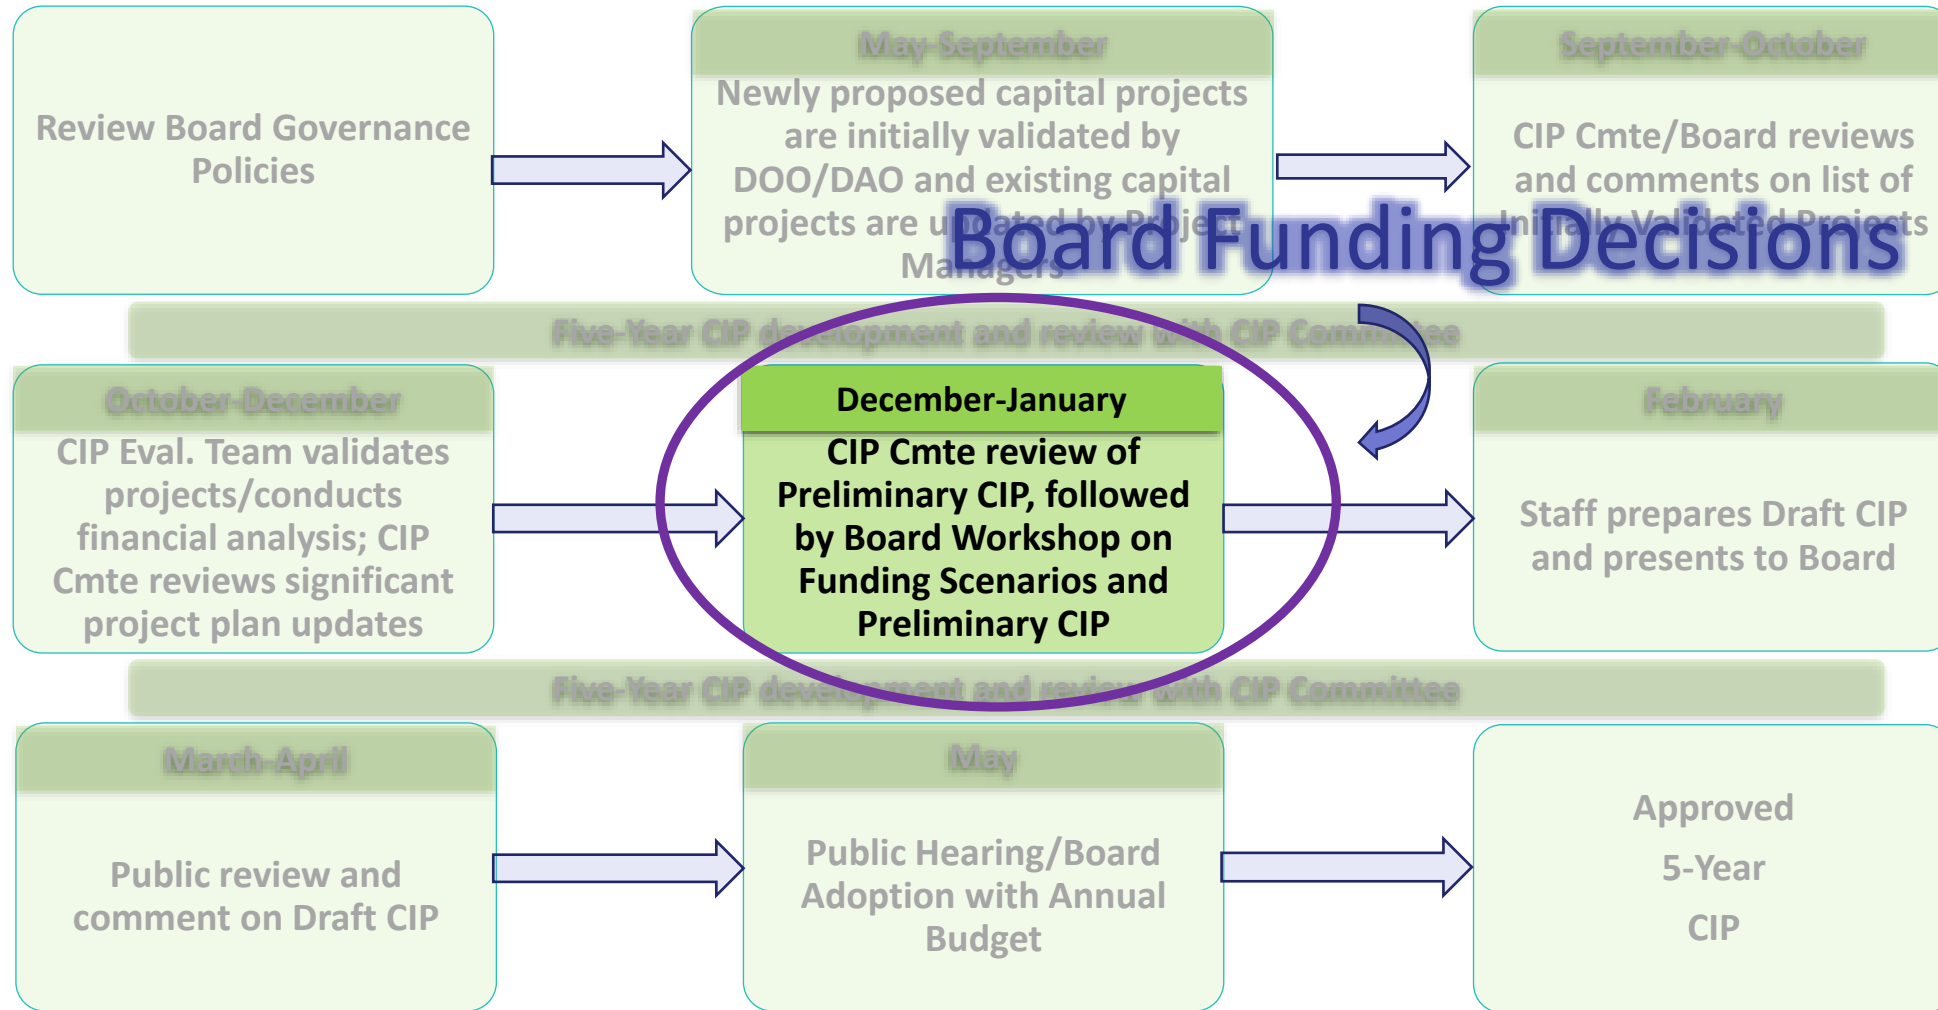 Review Board Governance
Policies
May-September
Newly proposed capital projects
are initially validated by
DOO/DAO and existing capital
projects are updated by Project
Managers
September-October
CIP Cmte/Board reviews
and comments on list of
Initially Validated Projects
Board Funding Decisions
Five-Year CIP development and review with CIP Committee
October-December
CIP Eval. Team validates
projects/conducts
financial analysis; CIP
Cmte reviews significant
project plan updates
December-January
CIP Cmte review of
Preliminary CIP, followed
by Board Workshop on
Funding Scenarios and
Preliminary CIP
February
Staff prepares Draft CIP
and presents to Board
Five-Year CIP development and review with CIP Committee
March-April
Public review and
comment on Draft CIP
May
Public Hearing/Board
Adoption with Annual
Budget
Approved
5-Year
CIP